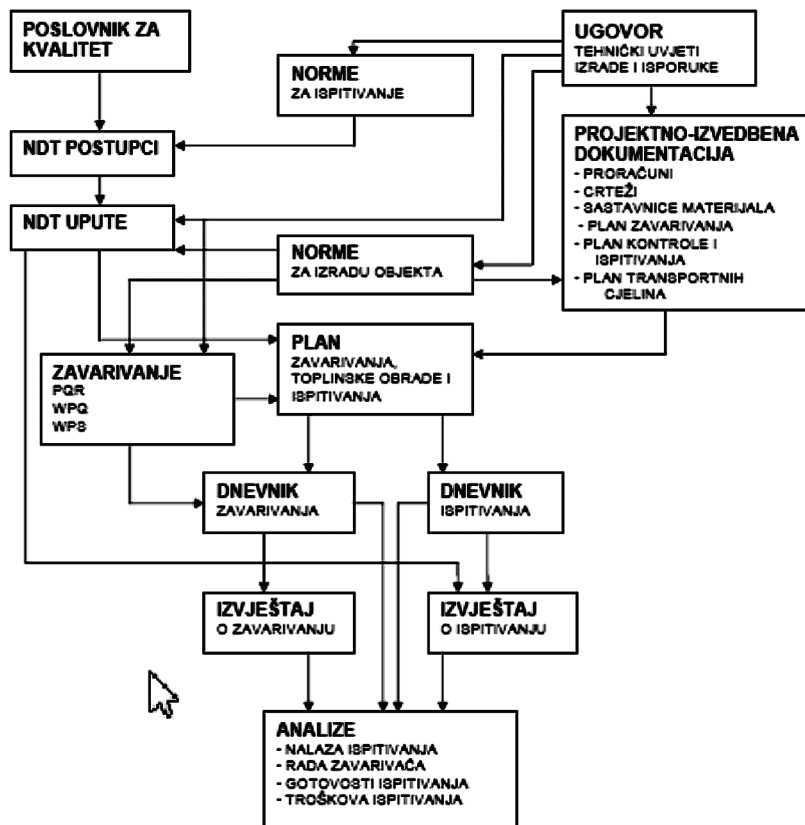 POSLOVNIK ZA
KVALITET
UGOVOR
TEHNIČKI UVJETI
IZRADE I ISPORUKE
NORME
ZA ISPITIVANJE
NDT POSTUPCI
PROJEKTNO-IZVEDBENA
DOKUMENTACIJA
- PRORAČUNI
- CRTEŽI
- SASTAVNICE MATERIJALA
- PLAN ZAVARIVANJA
- PLAN KONTROLE I
ISPITIVANJA
- PLAN TRANSPORTNIH
CJELINA
NDT UPUTE
NORME
ZA IZRADU OBJEKTA
PLAN
ZAVARIVANJA,
TOPLINSKE OBRADE I
ISPITIVANJA
ZAVARIVANJE
PQR
WPQ
WPS
DNEVNIK
ZAVARIVANJA
DNEVNIK
ISPITIVANJA
IZVJEŠTAJ
O ZAVARIVANJU
IZVJEŠTAJ
O ISPITIVANJU
ANALIZE
- NALAZA ISPITIVANJA
- RADA ZAVARIVAČA
- GOTOVOSTI ISPITIVANJA
- TROŠKOVA ISPITIVANJA